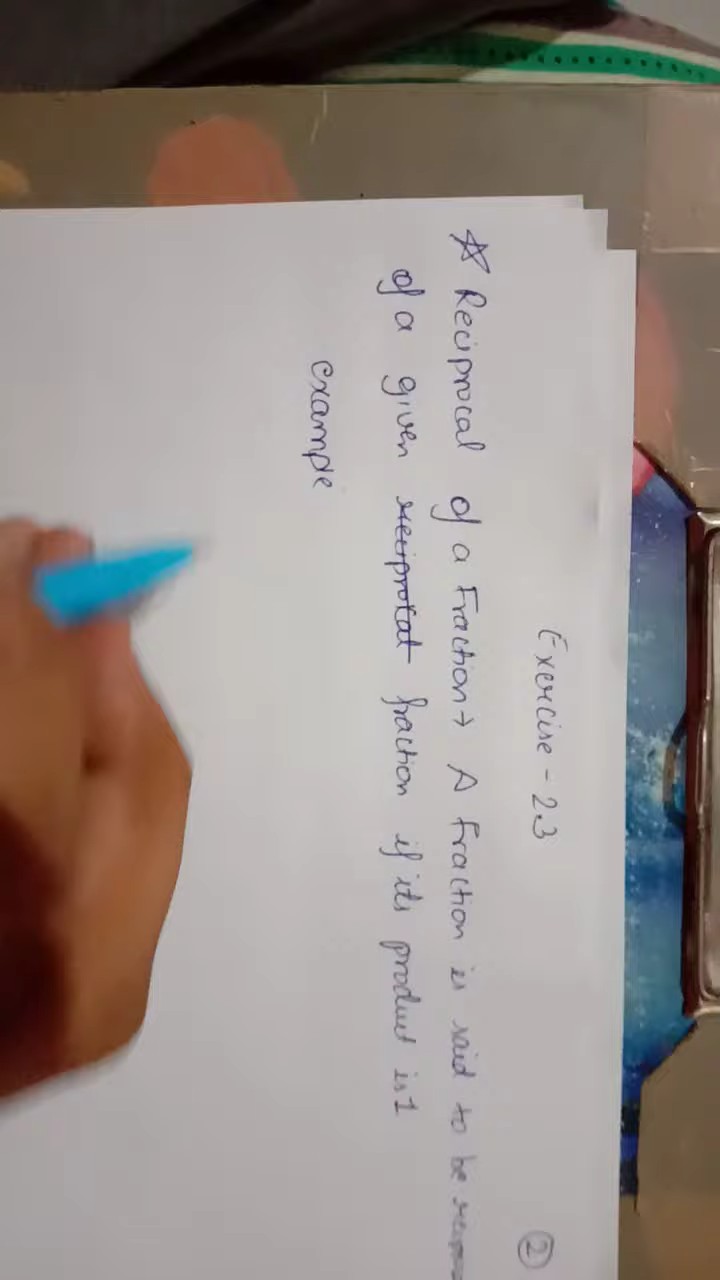 Exercise - 2.3
②
☆ Reciprocal of a Fraction → A Fraction is said to be
of a given reciprocal fraction if its product is 1
example